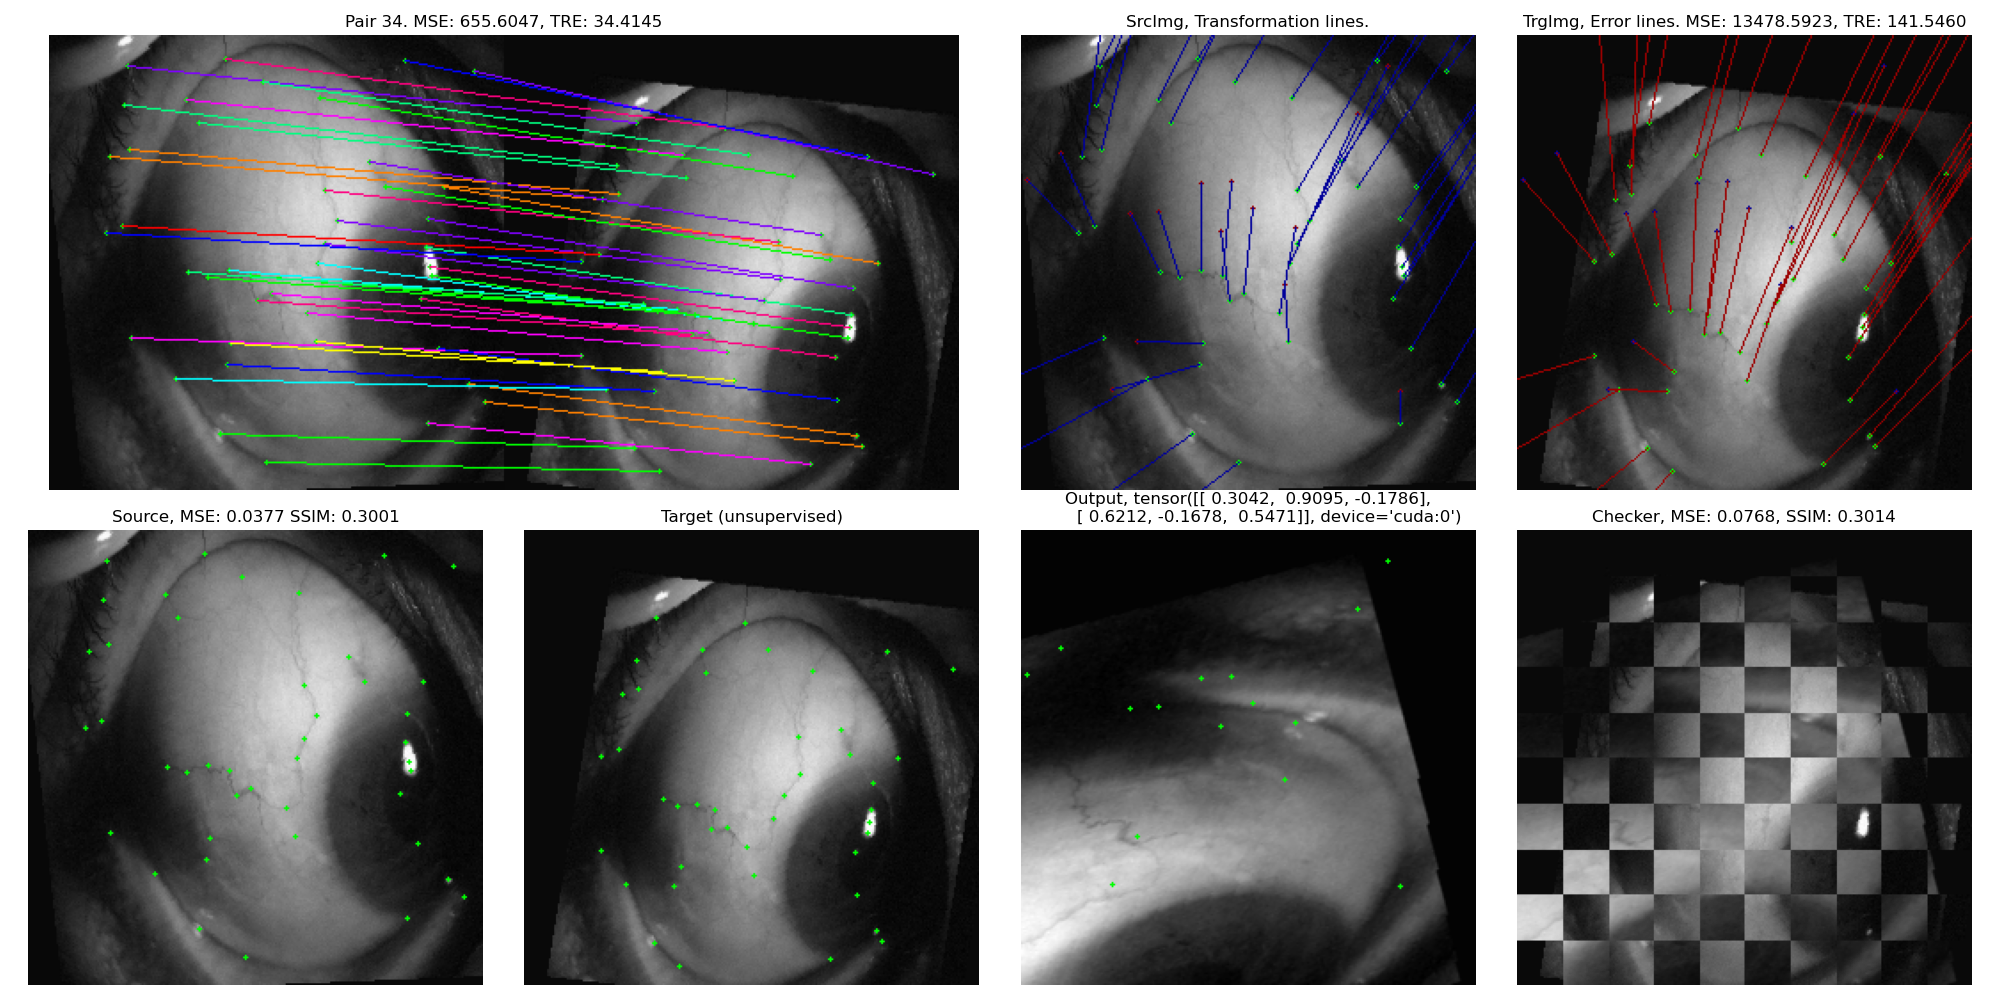 Pair 34. MSE: 655.6047, TRE: 34.4145
SrcImg, Transformation lines.
TrgImg, Error lines. MSE: 13478.5923, TRE: 141.5460
Source, MSE: 0.0377 SSIM: 0.3001
Target (unsupervised)
Output, tensor([[ 0.3042,  0.9095, -0.1786],
[ 0.6212, -0.1678,  0.5471]], device='cuda:0')
Checker, MSE: 0.0768, SSIM: 0.3014